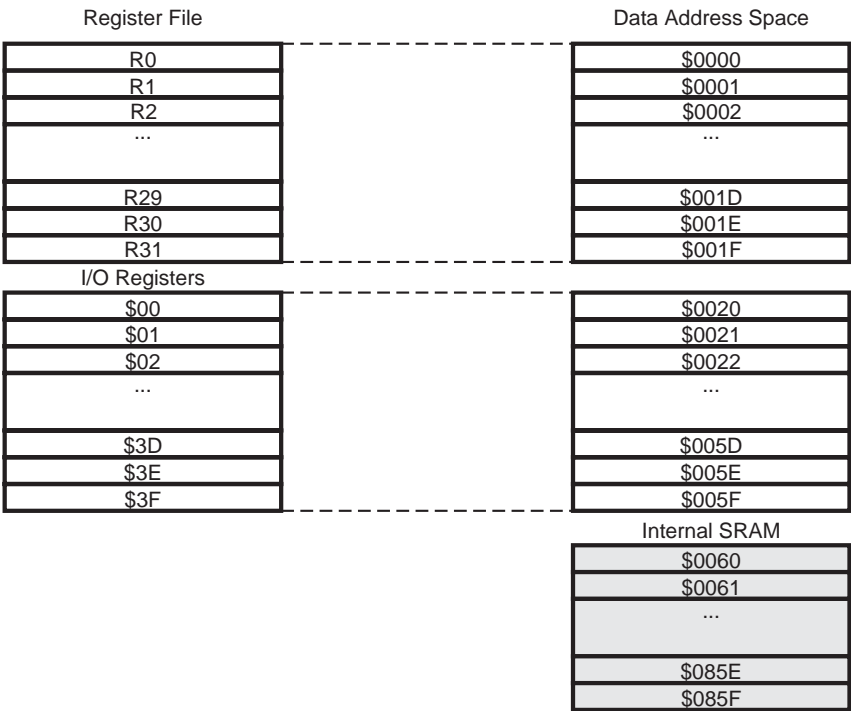 Register File
Data Address Space
R0
$0000
R1
$0001
R2
$0002
...
...
R29
$001D
R30
$001E
R31
$001F
I/O Registers
$00
$0020
$01
$0021
$02
$0022
...
...
$3D
$005D
$3E
$005E
$3F
$005F
Internal SRAM
$0060
$0061
...
$085E
$085F